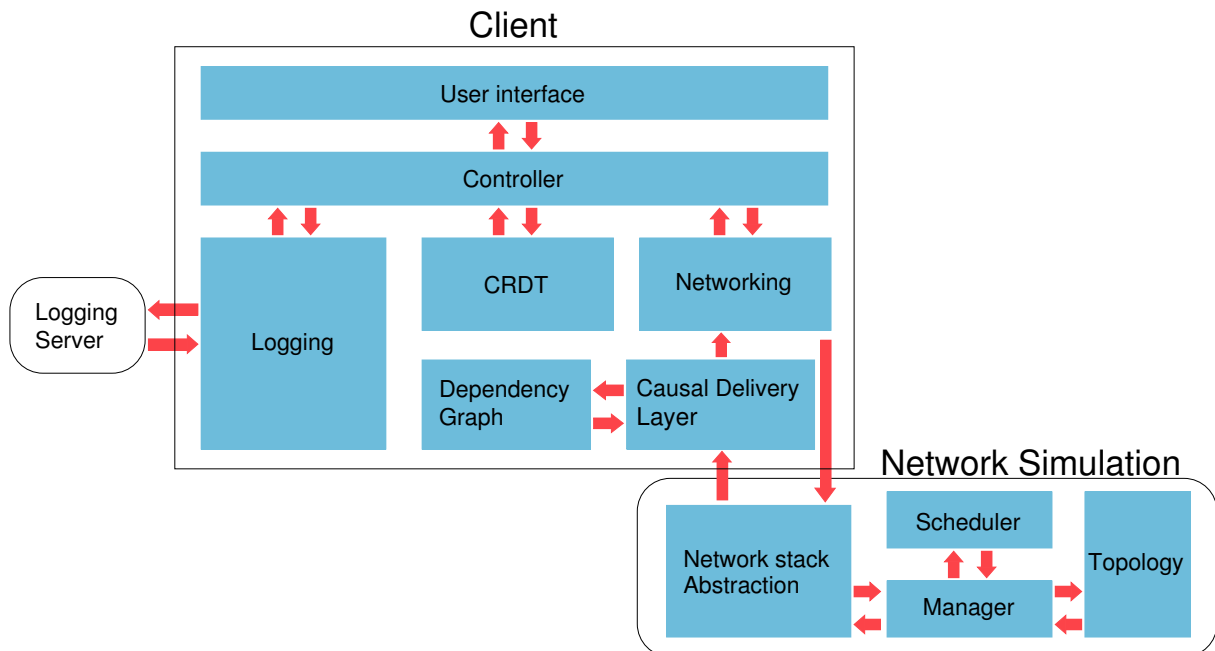 Client
User interface
Controller
CRDT
Networking
Logging
Server
Logging
Dependency
Graph
Causal Delivery
Layer
Network Simulation
Scheduler
Network stack
Abstraction
Topology
Manager